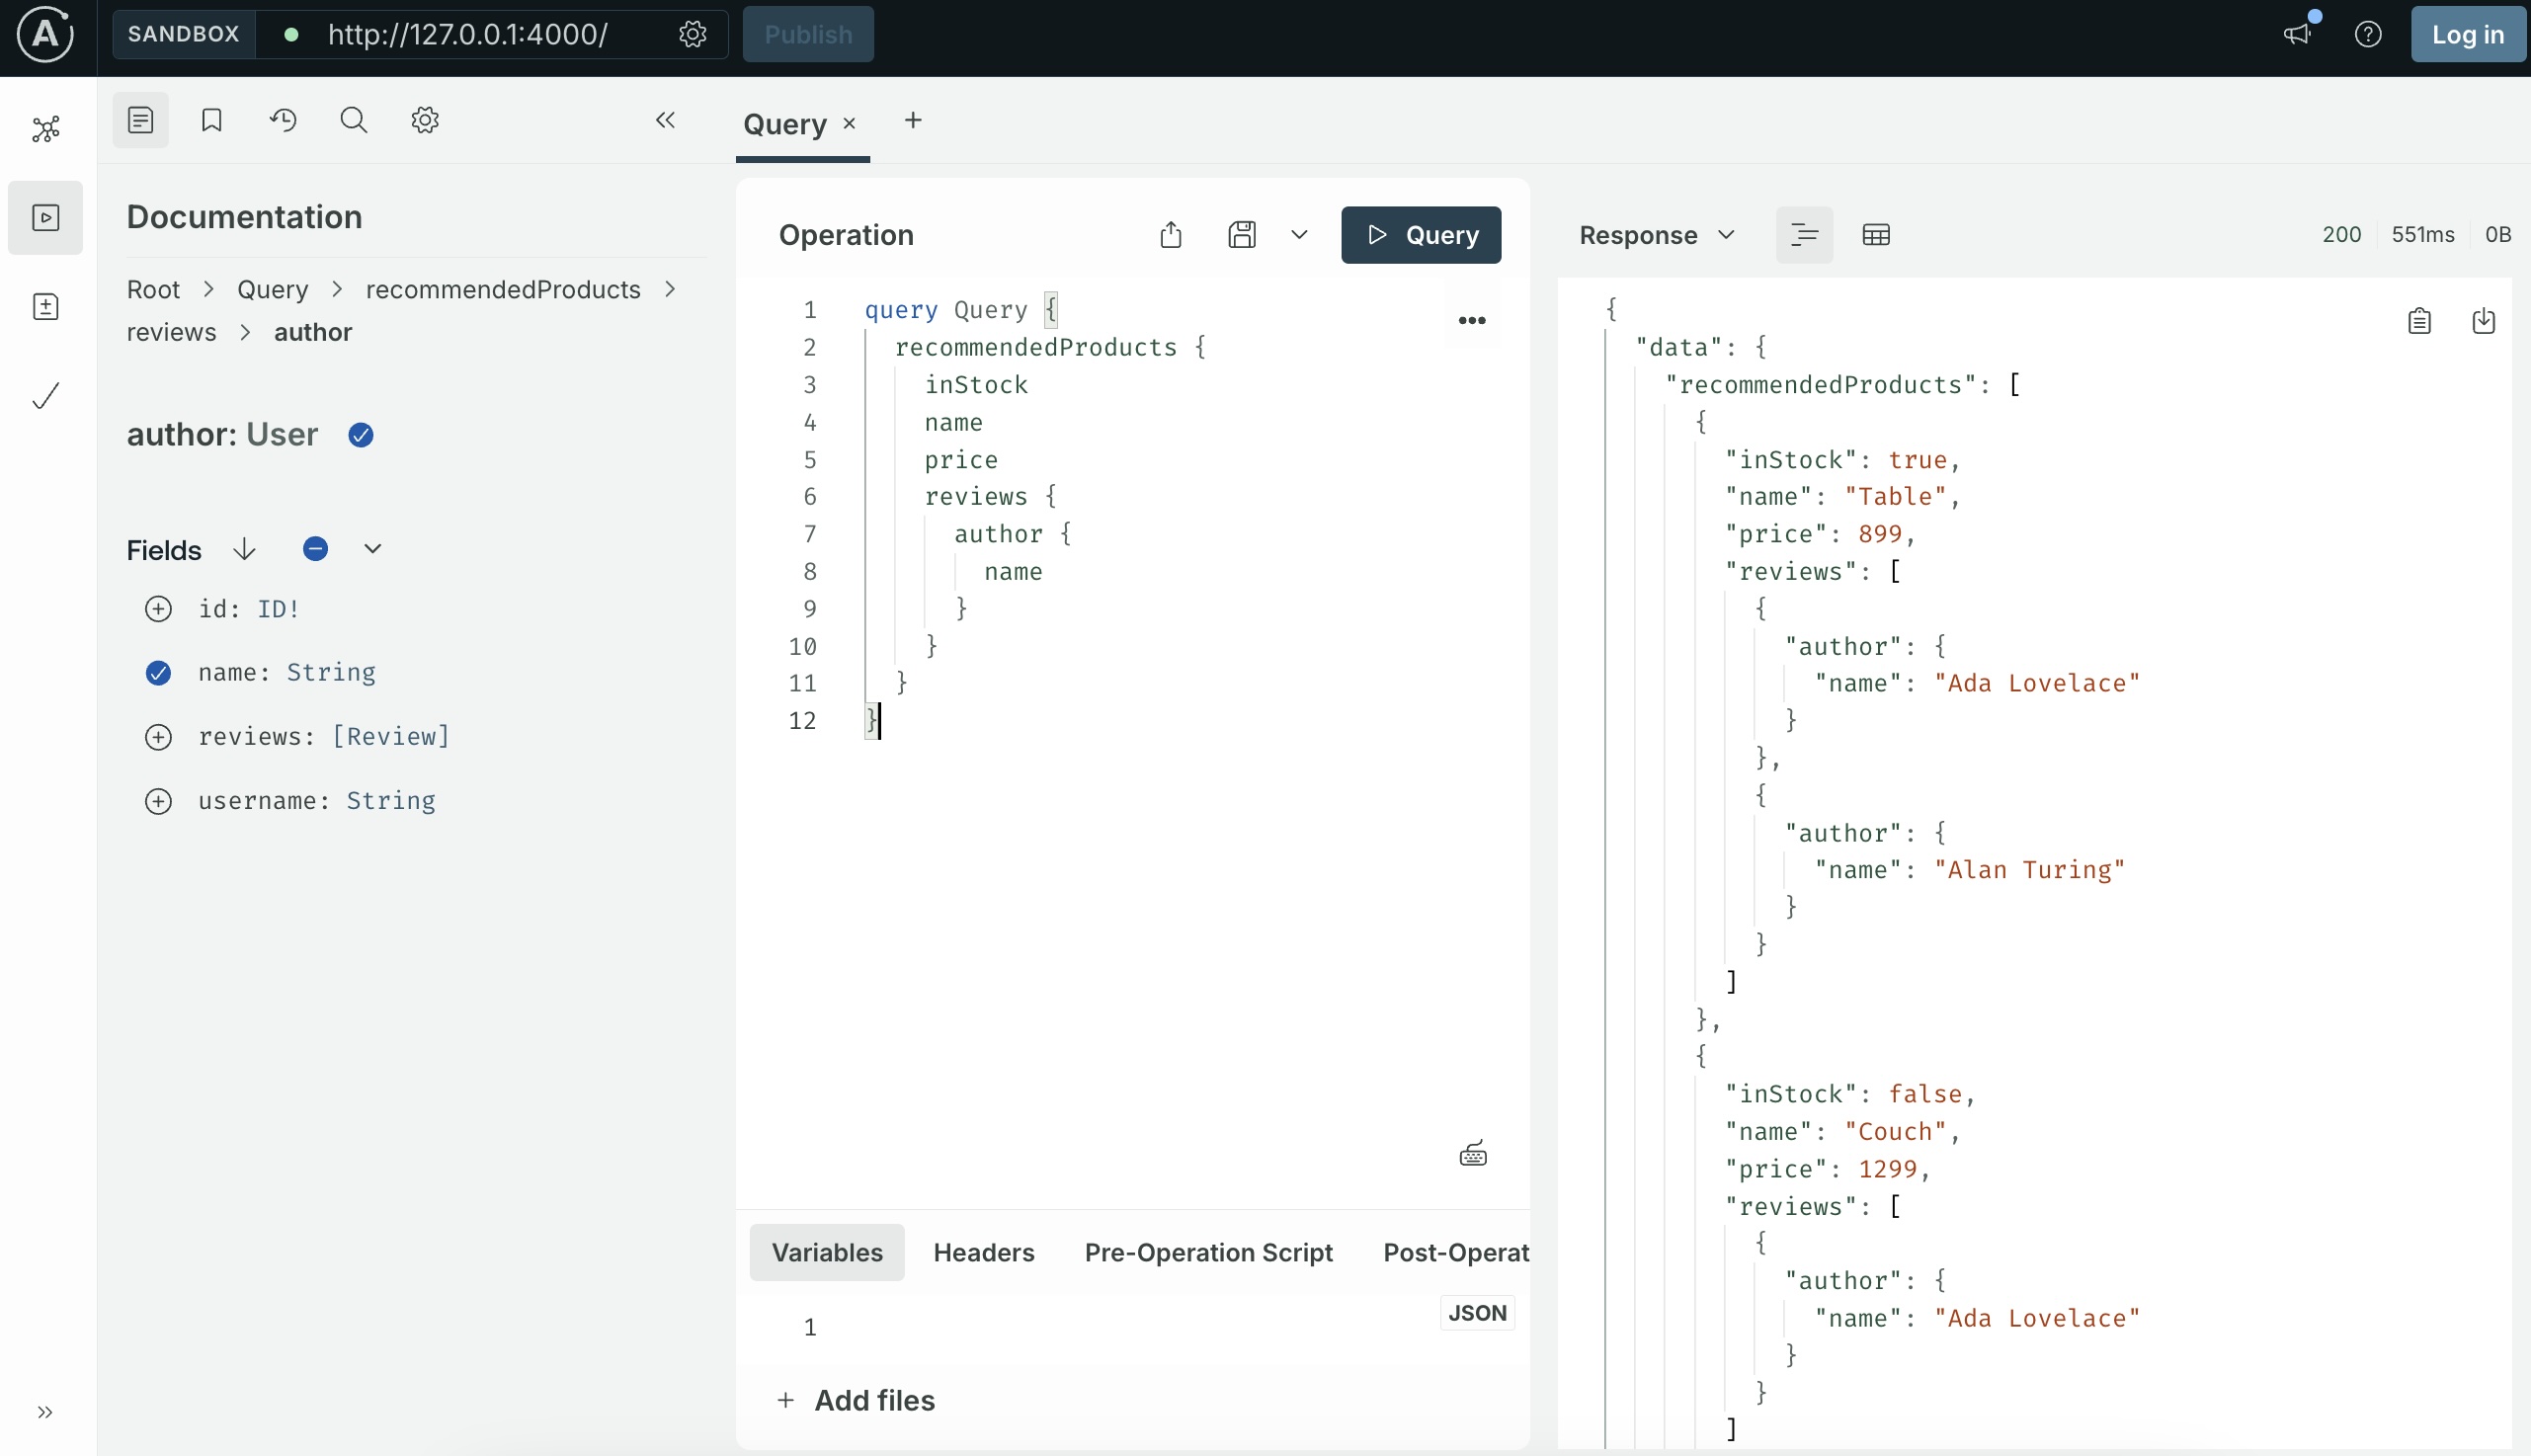 A SANDBOX http://127.0.0.1:4000/ Publish ? Log in
Documentation
Root > Query > recommendedProducts >
reviews > author
author: User
Fields
id: ID!
name: String
reviews: [Review]
username: String
Query × +
Operation
Query
1 query Query {
2 recommendedProducts {
3 inStock
4 name
5 price
6 reviews {
7 author {
8 name
9 }
10 }
11 }
12 }
Variables Headers Pre-Operation Script Post-Operat
1
JSON
+ Add files
Response 200 551ms 0B
{
"data": {
"recommendedProducts": [
{
"inStock": true,
"name": "Table",
"price": 899,
"reviews": [
{
"author": {
"name": "Ada Lovelace"
}
},
{
"author": {
"name": "Alan Turing"
}
}
]
},
{
"inStock": false,
"name": "Couch",
"price": 1299,
"reviews": [
{
"author": {
"name": "Ada Lovelace"
}
}
]